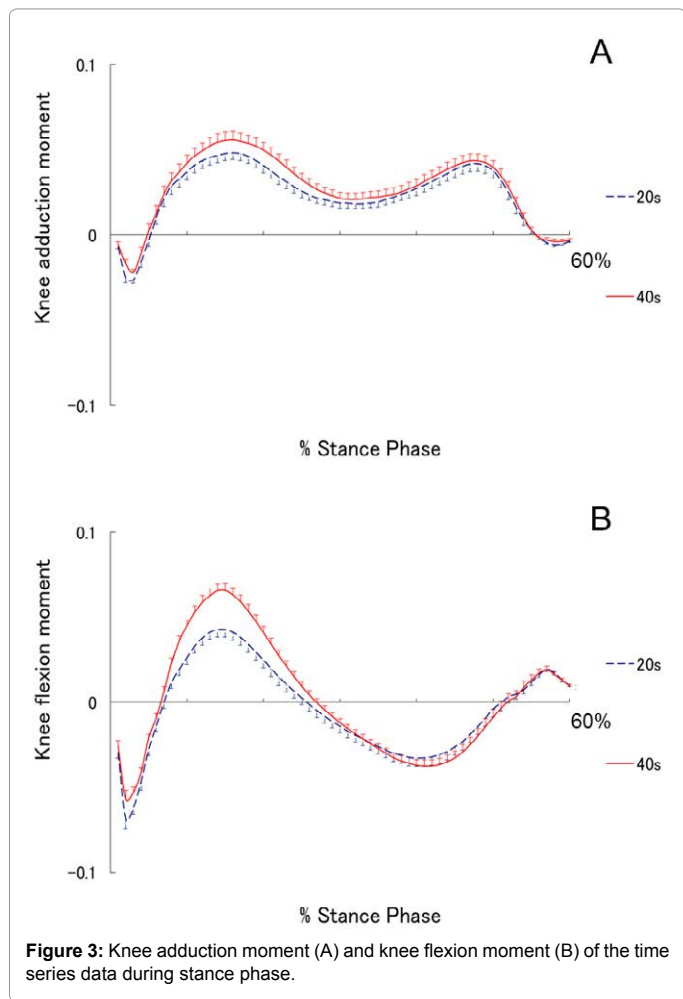 A
0.1
Knee adduction moment
0
-0.1
60%
20s
40s
% Stance Phase
B
0.1
Knee flexion moment
0
-0.1
60%
20s
40s
% Stance Phase
Figure 3: Knee adduction moment (A) and knee flexion moment (B) of the time
series data during stance phase.